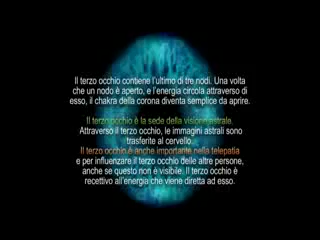 Il terzo occhio contiene l'ultimo di tre nodi. Una volta
che un nodo è aperto, e l'energia circola attraverso di
esso, il chakra della corona diventa semplice da aprire.
Il terzo occhio è la sede della visione astrale.
Attraverso il terzo occhio, le immagini astrali sono
trasferite al cervello.
Il terzo occhio è anche importante nella telepatia
e per influenzare il terzo occhio delle altre persone,
anche se questo non è visibile. Il terzo occhio è
recettivo all'energia che viene diretta ad esso.